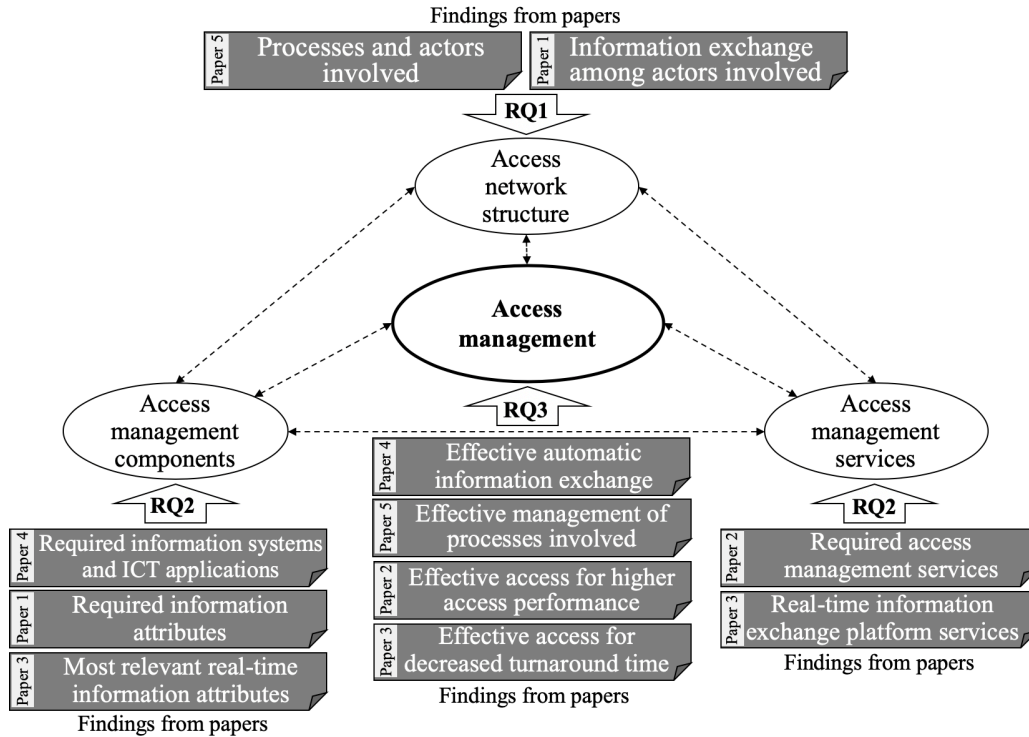 Findings from papers
Paper 5
Processes and actors
involved
Paper 1
Information exchange
among actors involved
RQ1
Access
network
structure
Access
management
RQ3
Access
management
components
RQ2
Access
management
services
RQ2
Paper 4
Required information systems
and ICT applications
Paper 1
Required information
attributes
Paper 3
Most relevant real-time
information attributes
Findings from papers
Paper 4
Effective automatic
information exchange
Paper 5
Effective management of
processes involved
Paper 2
Effective access for higher
access performance
Paper 3
Effective access for
decreased turnaround time
Findings from papers
Paper 2
Required access
management services
Paper 3
Real-time information
exchange platform services
Findings from papers